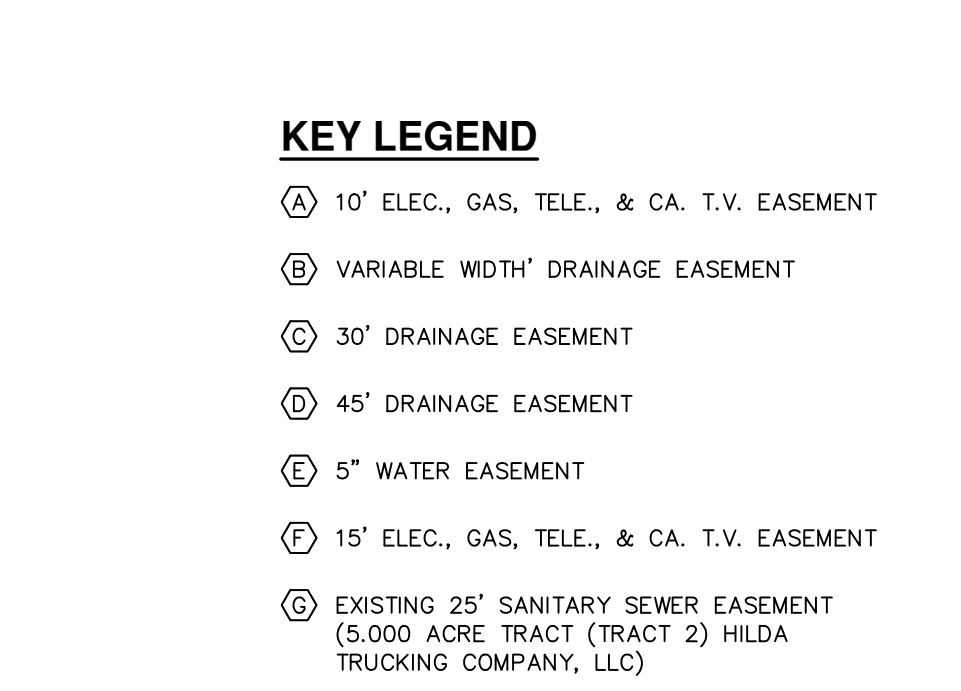 KEY LEGEND
A 10' ELEC., GAS, TELE., & CA. T.V. EASEMENT
B VARIABLE WIDTH' DRAINAGE EASEMENT
C 30' DRAINAGE EASEMENT
D 45' DRAINAGE EASEMENT
E 5" WATER EASEMENT
F 15' ELEC., GAS, TELE., & CA. T.V. EASEMENT
G EXISTING 25' SANITARY SEWER EASEMENT
(5.000 ACRE TRACT (TRACT 2) HILDA
TRUCKING COMPANY, LLC)